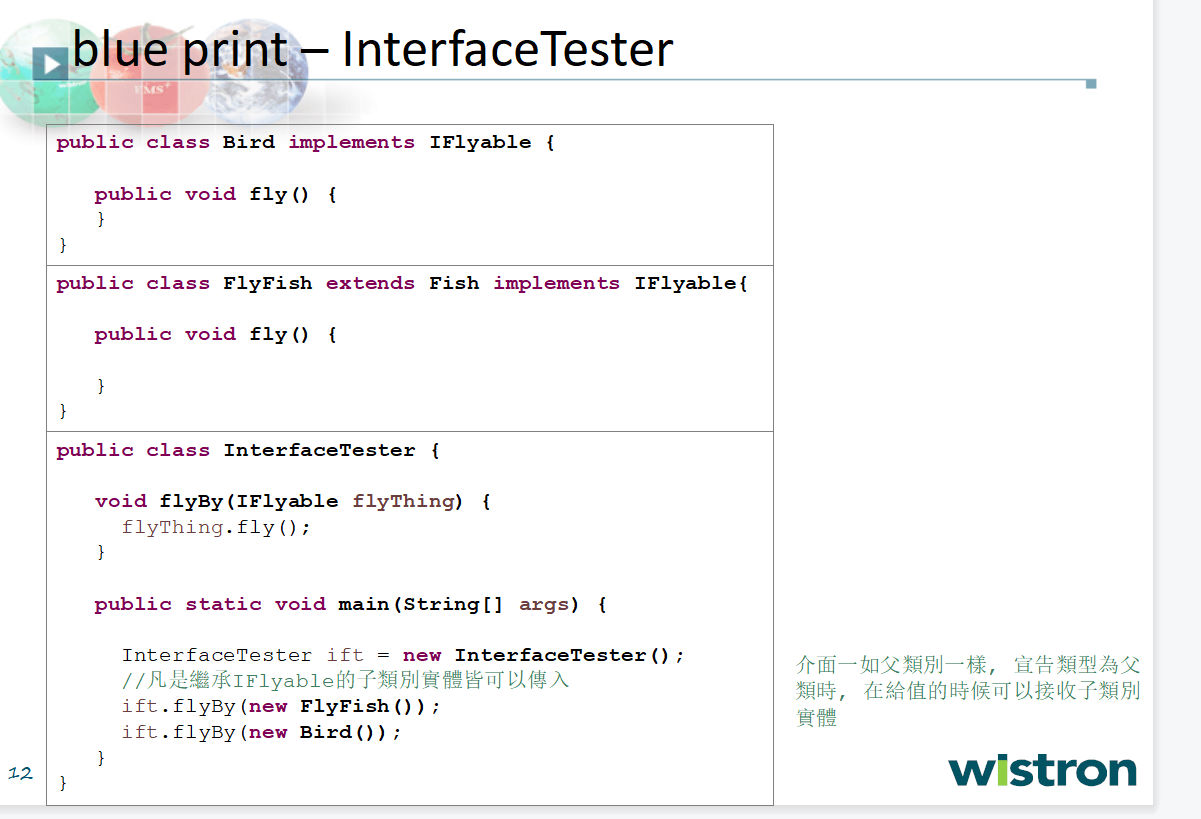 blue print – InterfaceTester
EMS+
public class Bird implements IFlyable {
public void fly() {
}
}
public class FlyFish extends Fish implements IFlyable{
public void fly() {
}
}
public class InterfaceTester {
void flyBy(IFlyable flyThing) {
flyThing.fly();
}
public static void main(String[] args) {
InterfaceTester ift = new InterfaceTester();
//凡是繼承IFlyable的子類別實體皆可以傳入
ift.flyBy(new FlyFish());
ift.flyBy(new Bird());
}
}
介面一如父類別一樣, 宣告類型為父
類時, 在給值的時候可以接收子類別
實體
12
wistron